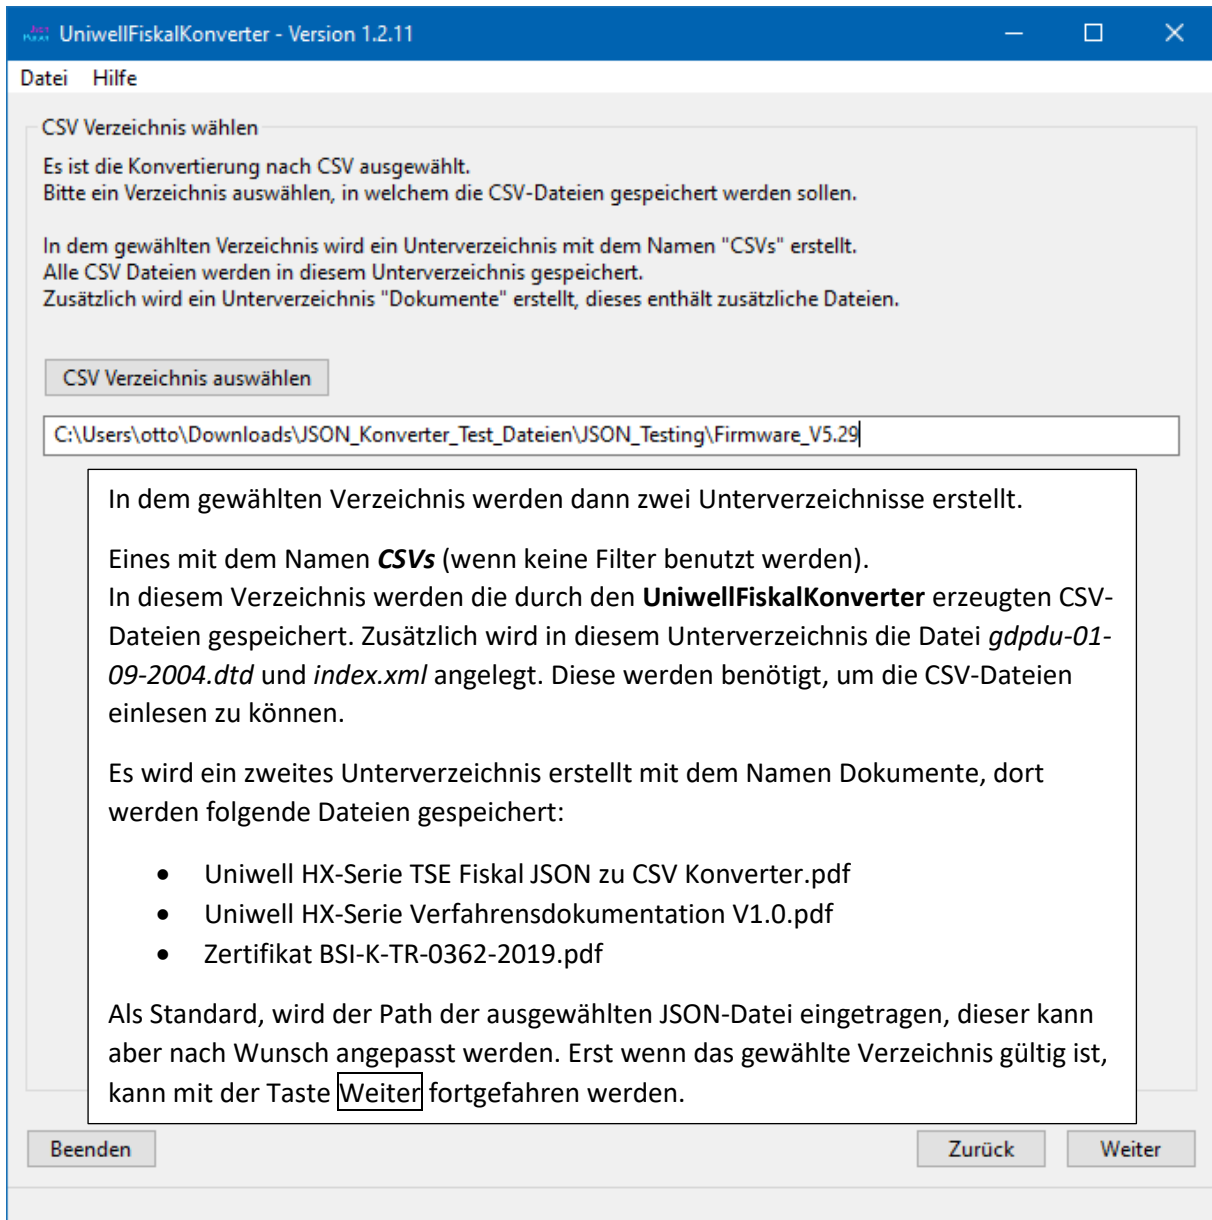 UniwellFiskalKonverter - Version 1.2.11
Datei Hilfe
CSV Verzeichnis wählen
Es ist die Konvertierung nach CSV ausgewählt.
Bitte ein Verzeichnis auswählen, in welchem die CSV-Dateien gespeichert werden sollen.
In dem gewählten Verzeichnis wird ein Unterverzeichnis mit dem Namen "CSVs" erstellt.
Alle CSV Dateien werden in diesem Unterverzeichnis gespeichert.
Zusätzlich wird ein Unterverzeichnis "Dokumente" erstellt, dieses enthält zusätzliche Dateien.
CSV Verzeichnis auswählen
C:\Users\otto\Downloads\JSON_Konverter_Test_Dateien\JSON_Testing\Firmware_V5.29
In dem gewählten Verzeichnis werden dann zwei Unterverzeichnisse erstellt.
Eines mit dem Namen CSVs (wenn keine Filter benutzt werden).
In diesem Verzeichnis werden die durch den UniwellFiskalKonverter erzeugten CSV-
Dateien gespeichert. Zusätzlich wird in diesem Unterverzeichnis die Datei gdpdu-01-
09-2004.dtd und index.xml angelegt. Diese werden benötigt, um die CSV-Dateien
einlesen zu können.
Es wird ein zweites Unterverzeichnis erstellt mit dem Namen Dokumente, dort
werden folgende Dateien gespeichert:
• Uniwell HX-Serie TSE Fiskal JSON zu CSV Konverter.pdf
• Uniwell HX-Serie Verfahrensdokumentation V1.0.pdf
• Zertifikat BSI-K-TR-0362-2019.pdf
Als Standard, wird der Path der ausgewählten JSON-Datei eingetragen, dieser kann
aber nach Wunsch angepasst werden. Erst wenn das gewählte Verzeichnis gültig ist,
kann mit der Taste Weiter fortgefahren werden.
Beenden Zurück Weiter